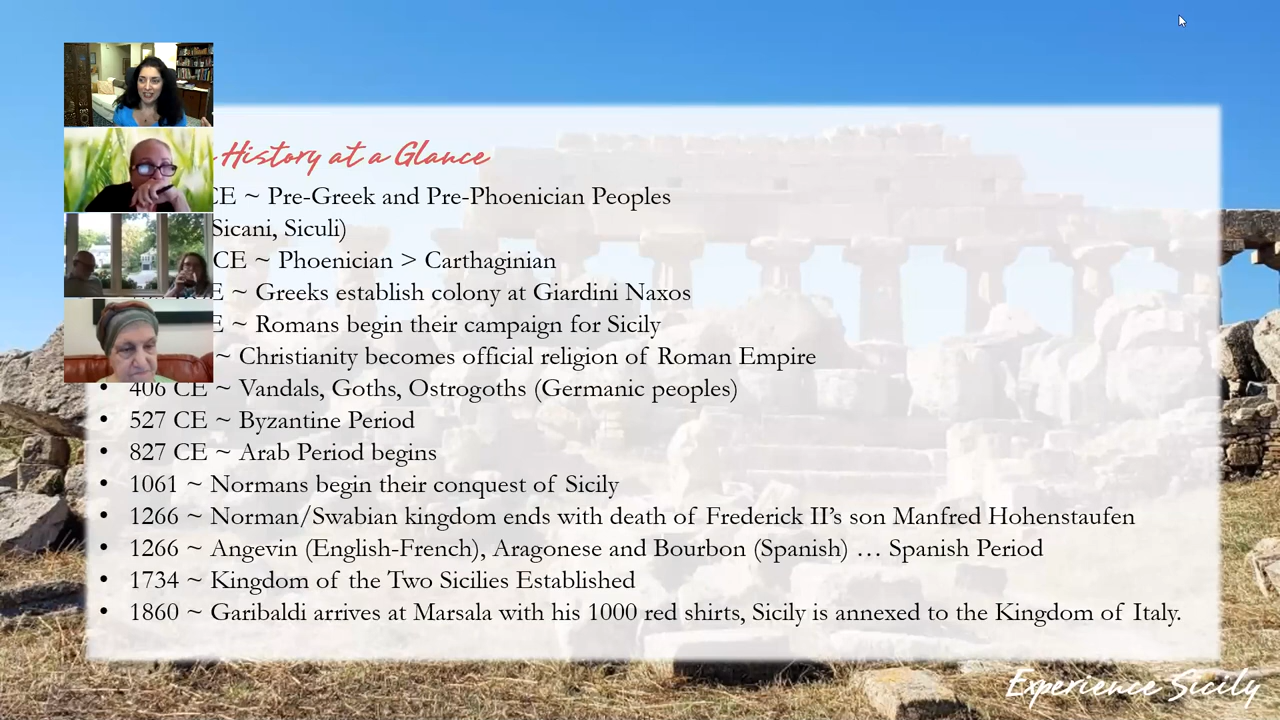 History at a Glance
CE ~ Pre-Greek and Pre-Phoenician Peoples
Sicani, Siculi)
CE ~ Phoenician > Carthaginian
~ Greeks establish colony at Giardini Naxos
~ Romans begin their campaign for Sicily
~ Christianity becomes official religion of Roman Empire
• 406 CE ~ Vandals, Goths, Ostrogoths (Germanic peoples)
• 527 CE ~ Byzantine Period
• 827 CE ~ Arab Period begins
• 1061 ~ Normans begin their conquest of Sicily
• 1266 ~ Norman/Swabian kingdom ends with death of Frederick II's son Manfred Hohenstaufen
• 1266 ~ Angevin (English-French), Aragonese and Bourbon (Spanish) … Spanish Period
• 1734 ~ Kingdom of the Two Sicilies Established
• 1860 ~ Garibaldi arrives at Marsala with his 1000 red shirts, Sicily is annexed to the Kingdom of Italy.
Experience Sicily